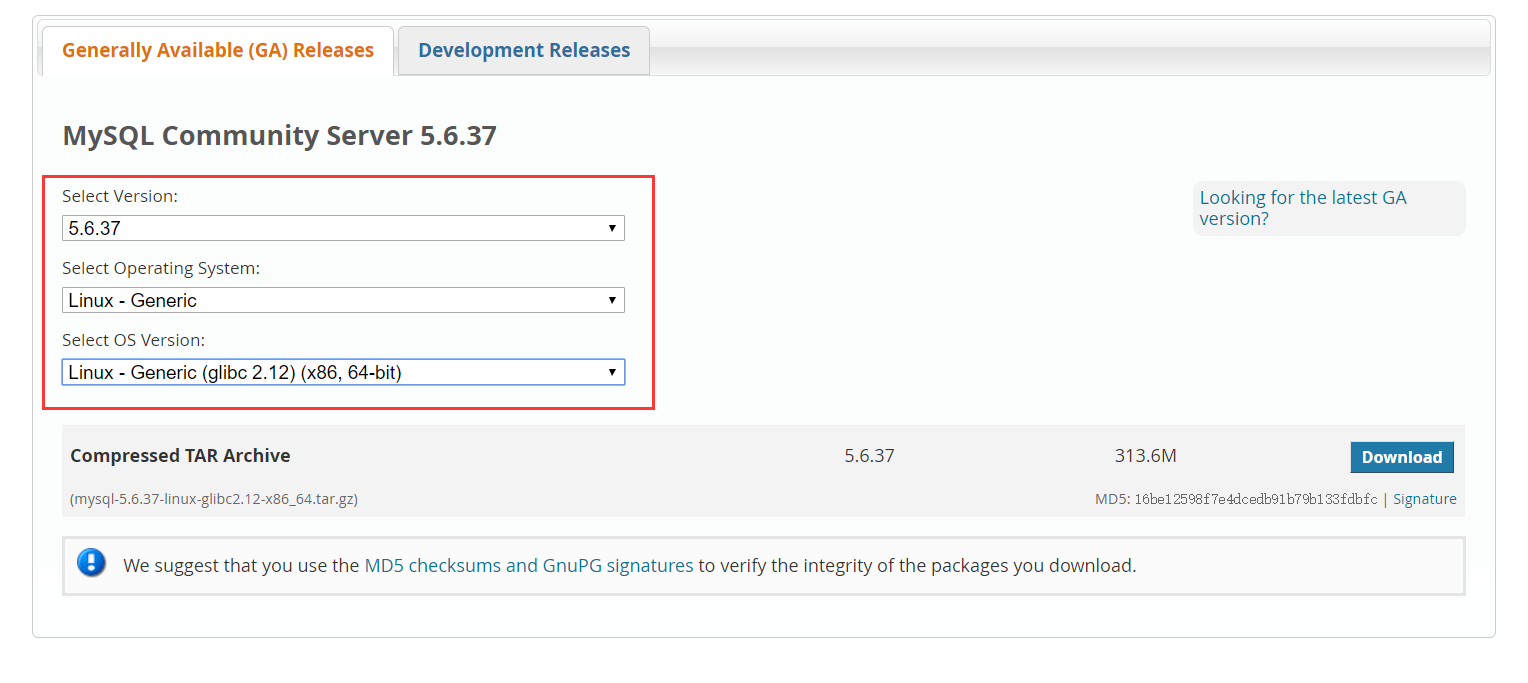 Generally Available (GA) Releases
Development Releases
MySQL Community Server 5.6.37
Select Version:
5.6.37
Looking for the latest GA
version?
Select Operating System:
Linux - Generic
Select OS Version:
Linux - Generic (glibc 2.12) (x86, 64-bit)
Compressed TAR Archive 5.6.37 313.6M Download
(mysql-5.6.37-linux-glibc2.12-x86_64.tar.gz) MD5: 16be12598f7e4dcedb91b79b133fdbfc | Signature
We suggest that you use the MD5 checksums and GnuPG signatures to verify the integrity of the packages you download.